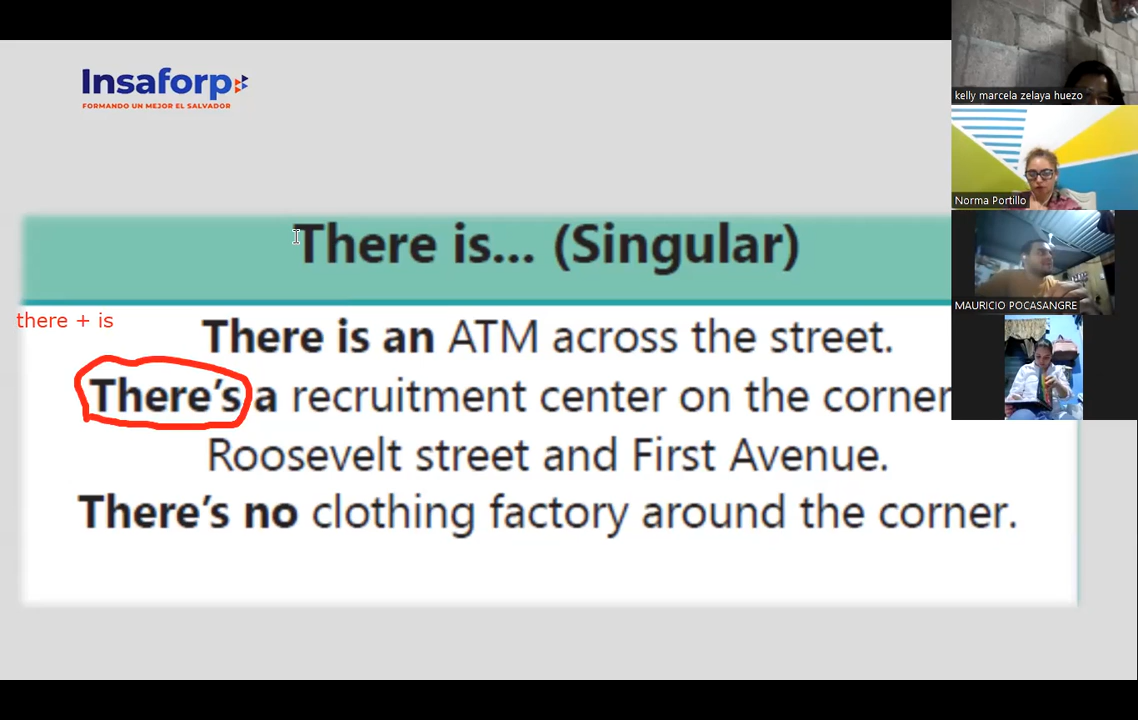 Insaforp
FORMANDO UN MEJOR EL SALVADOR
There is... (Singular)
there + is
There is an ATM across the street.
There's a recruitment center on the corner
Roosevelt street and First Avenue.
There's no clothing factory around the corner.
kelly marcela zelaya huezo
Norma Portillo
MAURICIO POCASANGRE